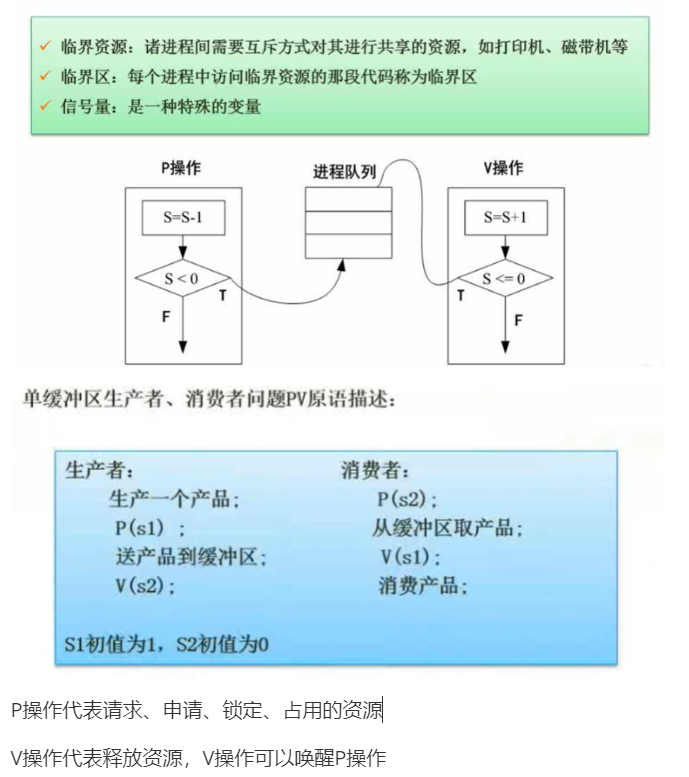 临界资源：诸进程间需要互斥方式对其进行共享的资源，如打印机、磁带机等
临界区：每个进程中访问临界资源的那段代码称为临界区
信号量：是一种特殊的变量
P操作
进程队列
V操作
S=S-1
S=S+1
S < 0
S <= 0
T
T
F
F
单缓冲区生产者、消费者问题PV原语描述：
生产者：
生产一个产品;
P(s1) ;
送产品到缓冲区;
V(s2);
消费者：
P(s2);
从缓冲区取产品;
V(s1);
消费产品;
S1初值为1，S2初值为0
P操作代表请求、申请、锁定、占用的资源
V操作代表释放资源，V操作可以唤醒P操作